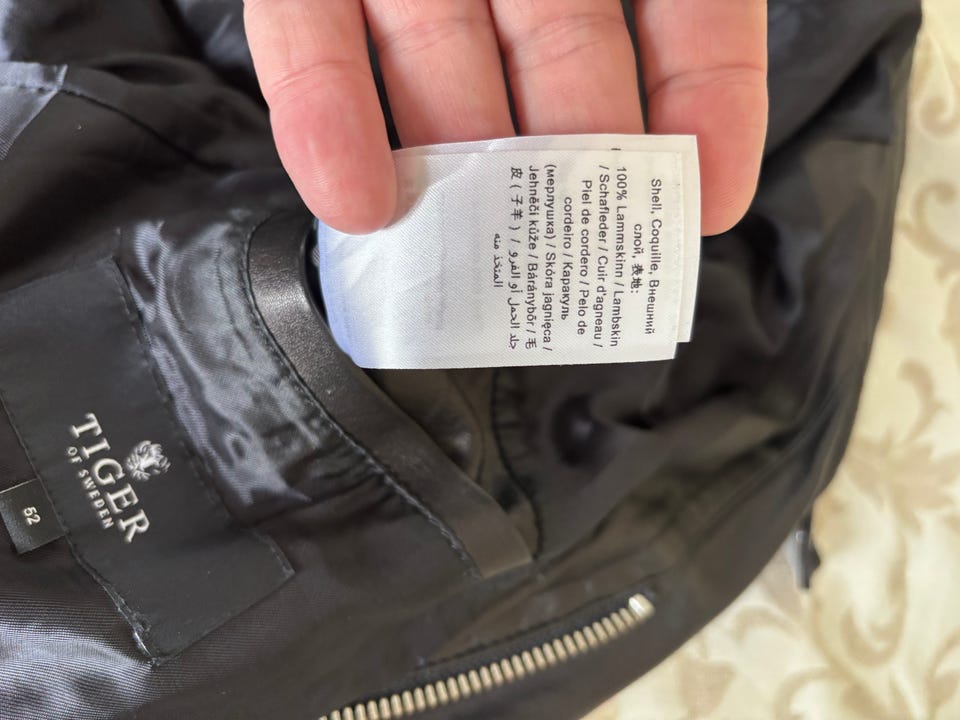 Shell, Coquille, Внешний
слой, 表地:
100% Lammskinn / Lambskin
/ Schafleder / Cuir d'agneau /
Piel de cordero / Pelo de
cordeiro / Каракуль
(мерлушка) / Skóra jagnięca /
Jehněčí kůže / Báránybőr / 毛
皮 ( 子羊 ) / جلد الحمل أو الفرو
المتخذ منه
TIGER
OF SWEDEN
52